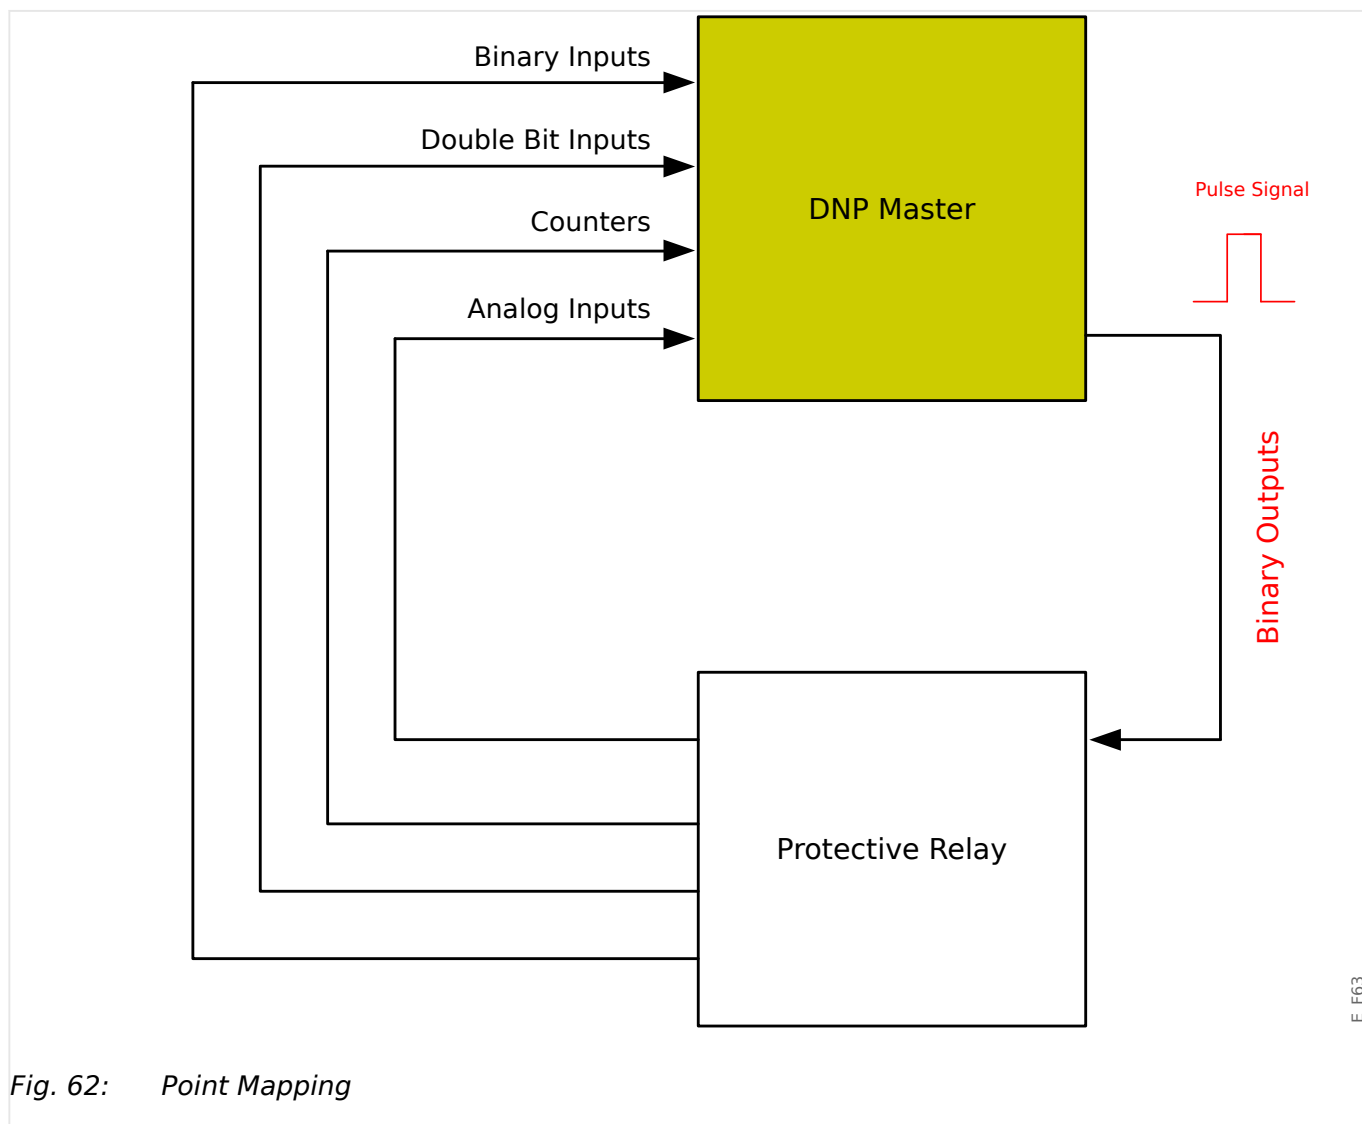 Binary Inputs
Double Bit Inputs
Counters
Analog Inputs
DNP Master
Pulse Signal
Binary Outputs
Protective Relay
Fig. 62: Point Mapping